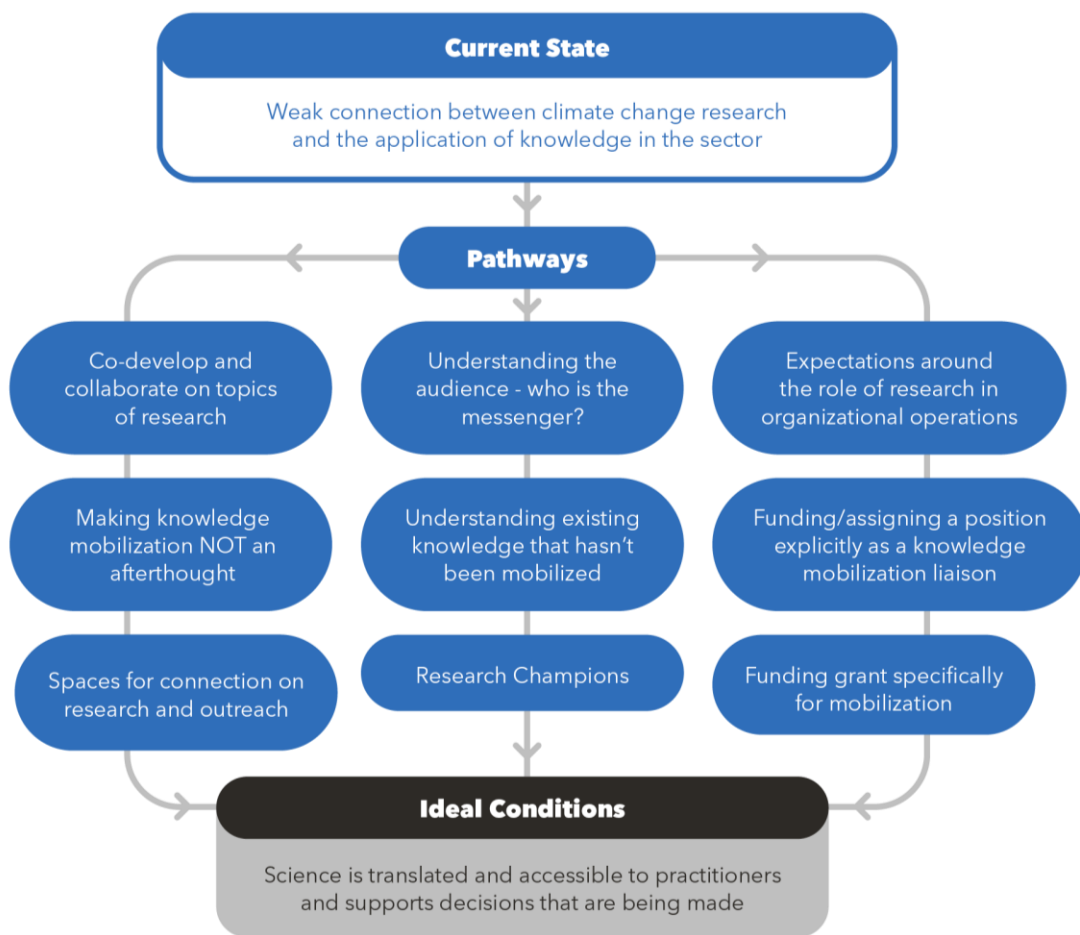 Current State
Weak connection between climate change research
and the application of knowledge in the sector
Pathways
Co-develop and
collaborate on topics
of research
Making knowledge
mobilization NOT an
afterthought
Spaces for connection on
research and outreach
Understanding the
audience - who is the
messenger?
Understanding existing
knowledge that hasn't
been mobilized
Research Champions
Expectations around
the role of research in
organizational operations
Funding/assigning a position
explicitly as a knowledge
mobilization liaison
Funding grant specifically
for mobilization
Ideal Conditions
Science is translated and accessible to practitioners
and supports decisions that are being made